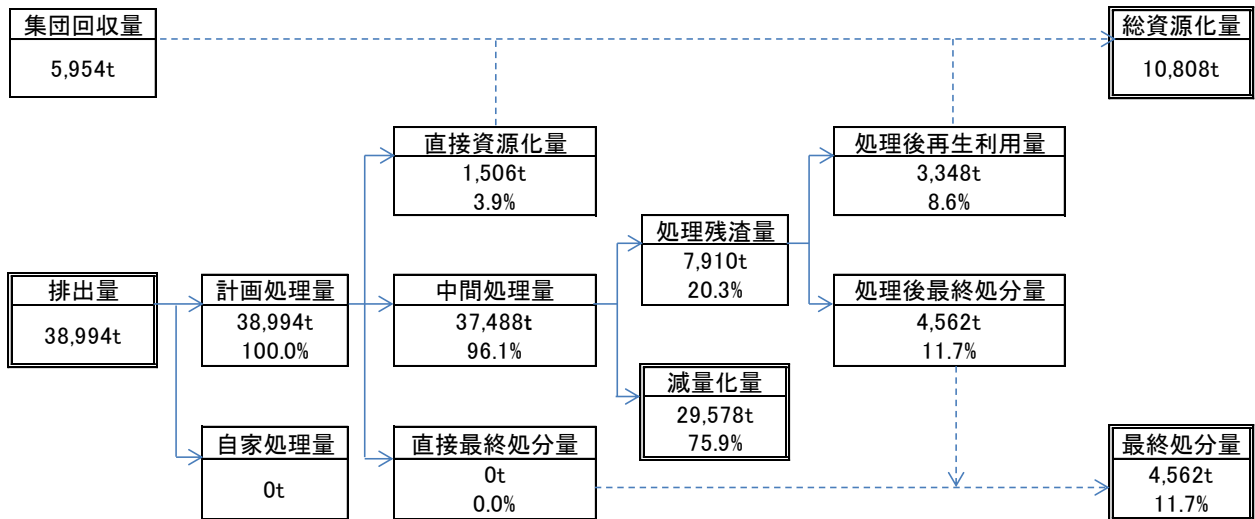 集団回収量
5,954t
総資源化量
10,808t
直接資源化量
1,506t
3.9%
処理後再生利用量
3,348t
8.6%
処理残渣量
7,910t
20.3%
排出量
38,994t
計画処理量
38,994t
100.0%
中間処理量
37,488t
96.1%
処理後最終処分量
4,562t
11.7%
減量化量
29,578t
75.9%
自家処理量
0t
直接最終処分量
0t
0.0%
最終処分量
4,562t
11.7%